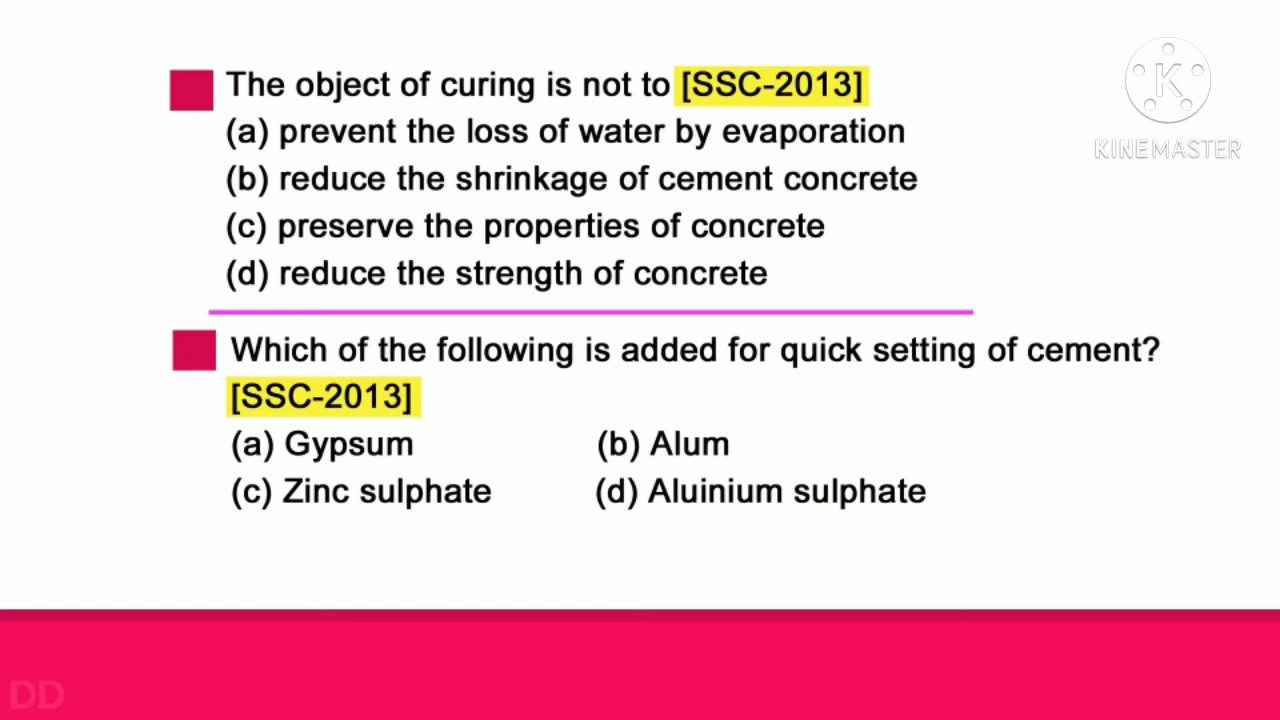 The object of curing is not to [SSC-2013]
(a) prevent the loss of water by evaporation
(b) reduce the shrinkage of cement concrete
(c) preserve the properties of concrete
(d) reduce the strength of concrete
Which of the following is added for quick setting of cement?
[SSC-2013]
(a) Gypsum (b) Alum
(c) Zinc sulphate (d) Aluinium sulphate
K
KINEMASTER
DD